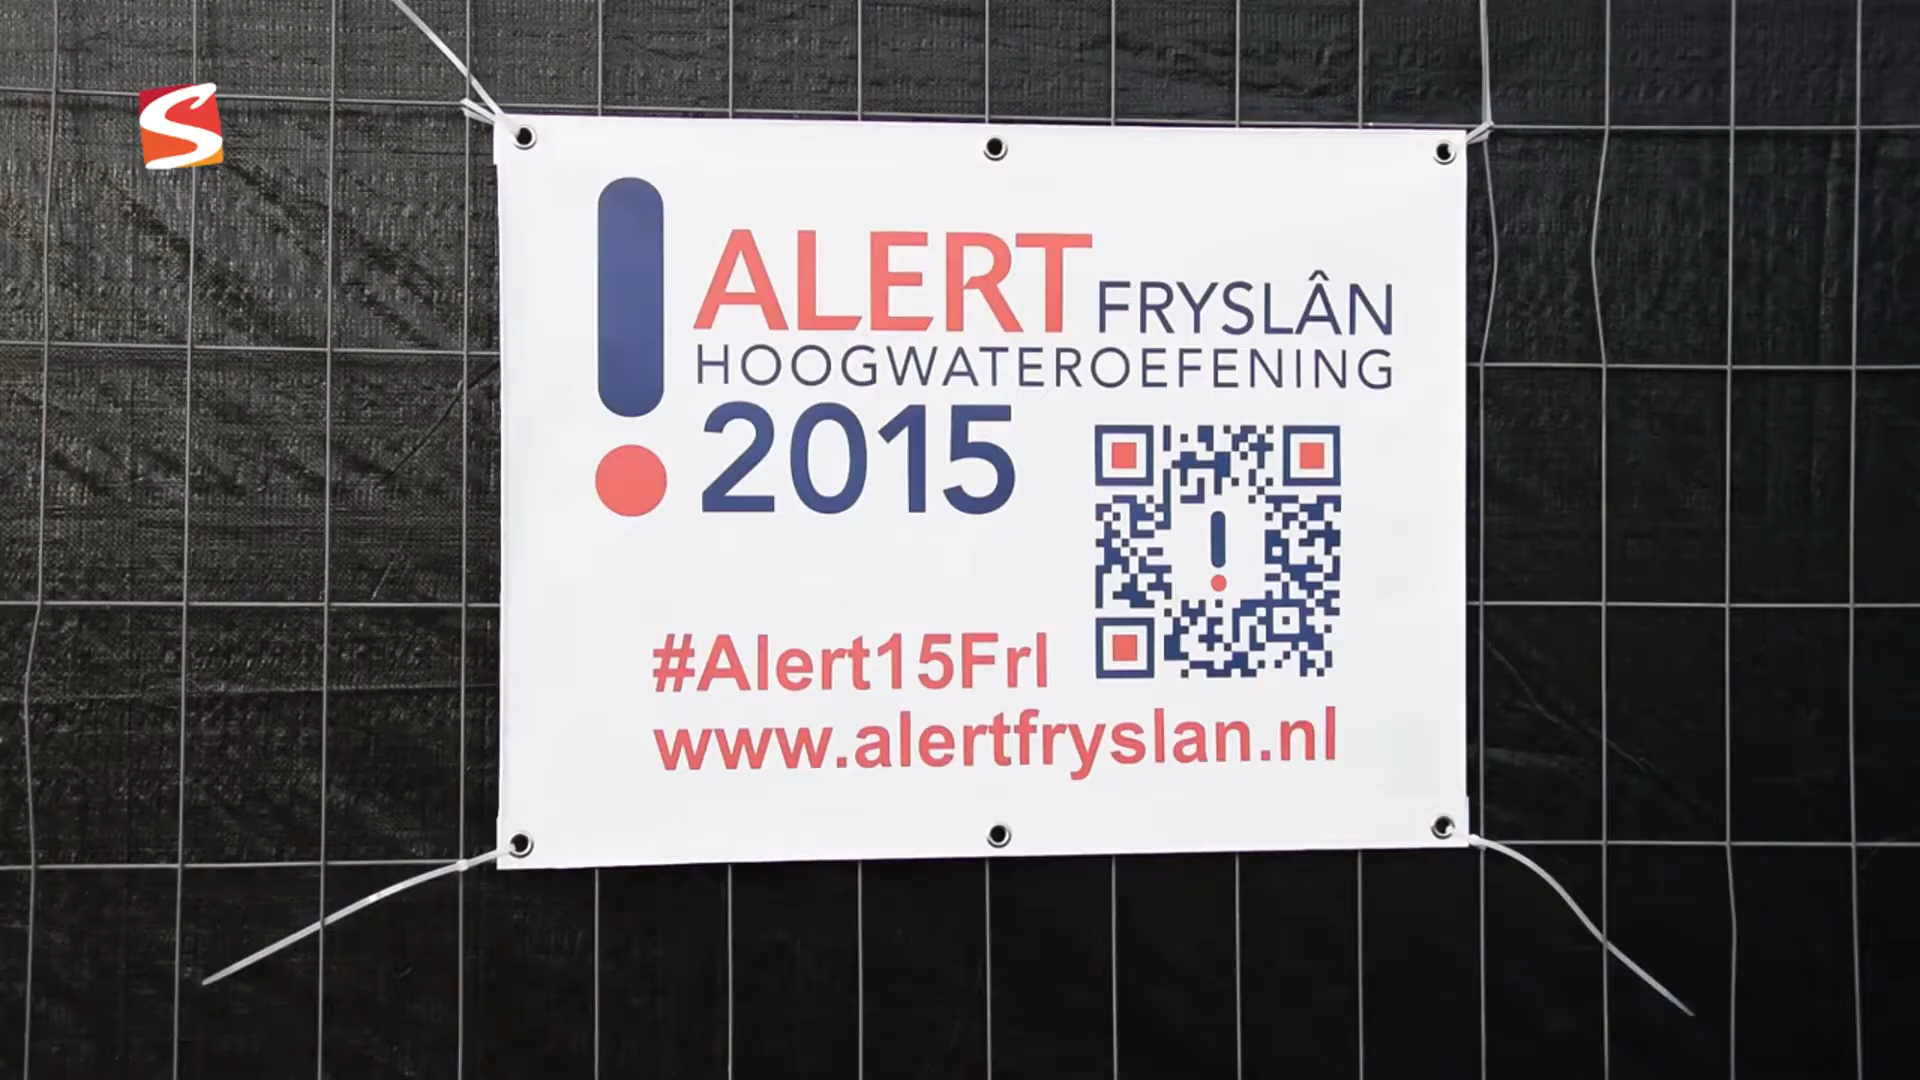 S
ALERT FRYSLÂN
HOOGWATEROEFENING
2015
#Alert15Frl
www.alertfryslan.nl